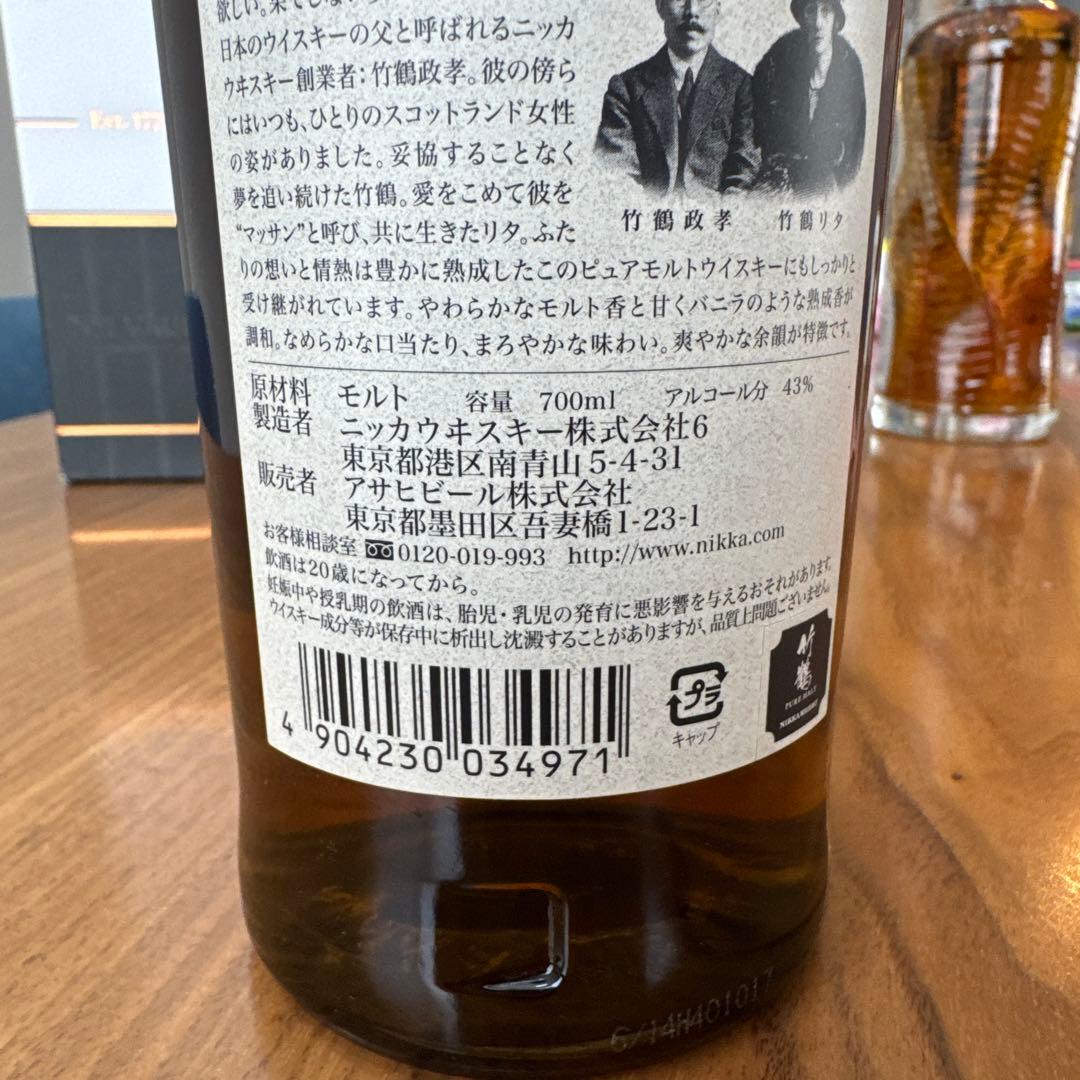 欲しい。果てしない
日本のウイスキーの父と呼ばれるニッカ
ウヰスキー創業者：竹鶴政孝。彼の傍ら
にはいつも、ひとりのスコットランド女性
の姿がありました。妥協することなく
夢を追い続けた竹鶴。愛をこめて彼を
“マッサン”と呼び、共に生きたリタ。ふた
りの想いと情熱は豊かに熟成したこのピュアモルトウイスキーにもしっかりと
受け継がれています。やわらかなモルト香と甘くバニラのような熟成香が
調和。なめらかな口当たり、まろやかな味わい。爽やかな余韻が特徴です。
竹鶴政孝 竹鶴リタ
原材料 モルト 容量 700ml アルコール分 43%
製造者 ニッカウヰスキー株式会社6
東京都港区南青山5-4-31
販売者 アサヒビール株式会社
東京都墨田区吾妻橋1-23-1
お客様相談室 0120-019-993 http://www.nikka.com
飲酒は20歳になってから。
妊娠中や授乳期の飲酒は、胎児・乳児の発育に悪影響を与えるおそれがあります。
ウイスキー成分等が保存中に析出し沈澱することがありますが、品質上問題ございません。
4 904230 034971
プラ
キャップ
竹鶴
PURE MALT
NIKKA WHISKY
6/14H401017
Est. 177